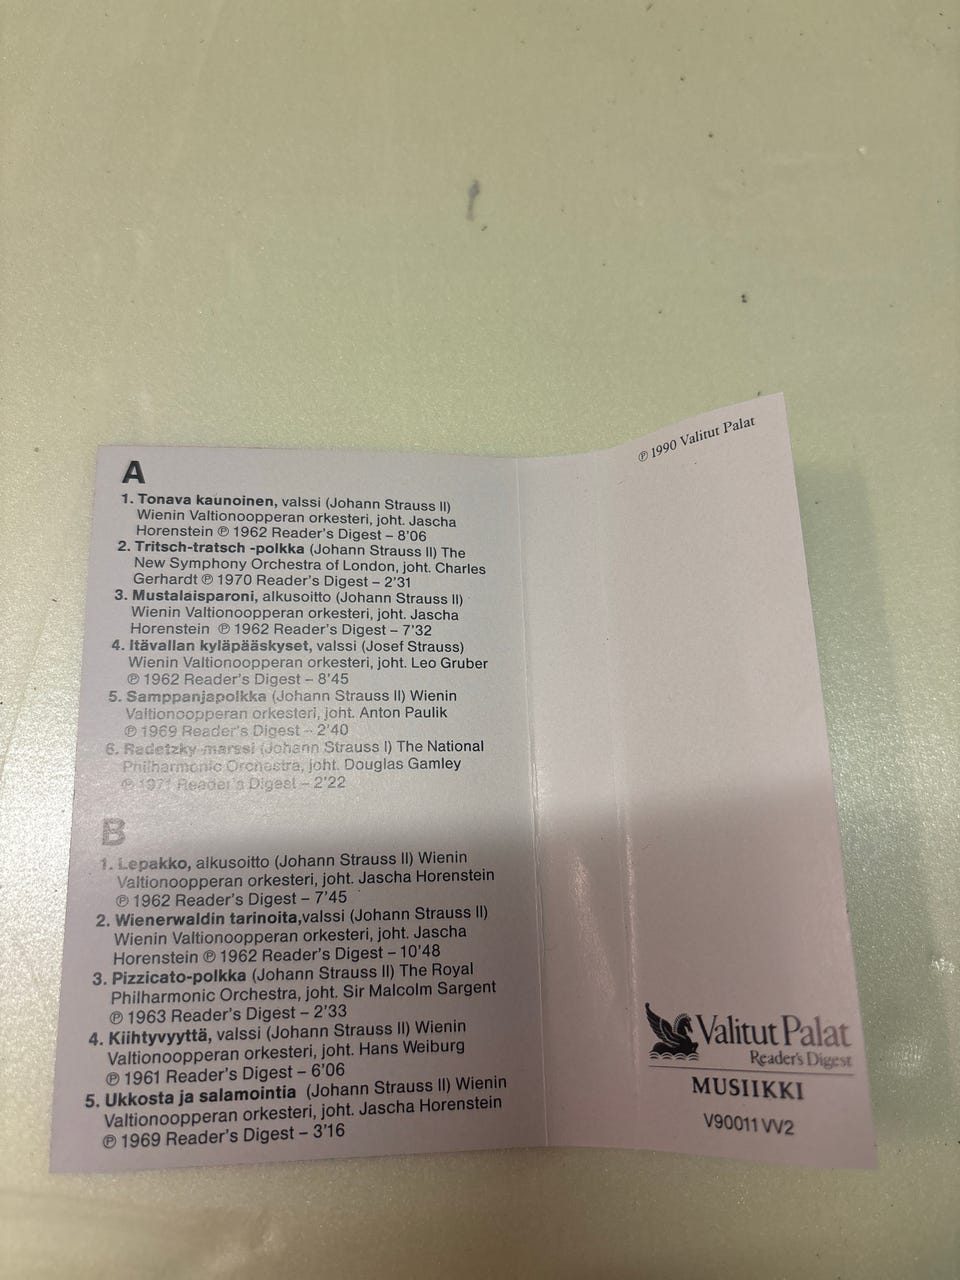 A
1. Tonava kaunoinen, valssi (Johann Strauss II)
Wienin Valtionoopperan orkesteri, joht. Jascha
Horenstein ℗ 1962 Reader's Digest – 8'06
2. Tritsch-tratsch -polkka (Johann Strauss II) The
New Symphony Orchestra of London, joht. Charles
Gerhardt ℗ 1970 Reader's Digest – 2'31
3. Mustalaisparoni, alkusoitto (Johann Strauss II)
Wienin Valtionoopperan orkesteri, joht. Jascha
Horenstein ℗ 1962 Reader's Digest – 7'32
4. Itävallan kyläpääskyset, valssi (Josef Strauss)
Wienin Valtionoopperan orkesteri, joht. Leo Gruber
℗ 1962 Reader's Digest – 8'45
5. Samppanjapolkka (Johann Strauss II) Wienin
Valtionoopperan orkesteri, joht. Anton Paulik
℗ 1969 Reader's Digest – 2'40
6. Radetzky-marssi (Johann Strauss I) The National
Philharmonic Orchestra, joht. Douglas Gamley
℗ 1971 Reader's Digest – 2'22
B
1. Lepakko, alkusoitto (Johann Strauss II) Wienin
Valtionoopperan orkesteri, joht. Jascha Horenstein
℗ 1962 Reader's Digest – 7'45
2. Wienerwaldin tarinoita,valssi (Johann Strauss II)
Wienin Valtionoopperan orkesteri, joht. Jascha
Horenstein ℗ 1962 Reader's Digest – 10'48
3. Pizzicato-polkka (Johann Strauss II) The Royal
Philharmonic Orchestra, joht. Sir Malcolm Sargent
℗ 1963 Reader's Digest – 2'33
4. Kiihtyvyyttä, valssi (Johann Strauss II) Wienin
Valtionoopperan orkesteri, joht. Hans Weiburg
℗ 1961 Reader's Digest – 6'06
5. Ukkosta ja salamointia (Johann Strauss II) Wienin
Valtionoopperan orkesteri, joht. Jascha Horenstein
℗ 1969 Reader's Digest – 3'16
℗ 1990 Valitut Palat
Valitut Palat
Reader's Digest
MUSIIKKI
V90011 VV2